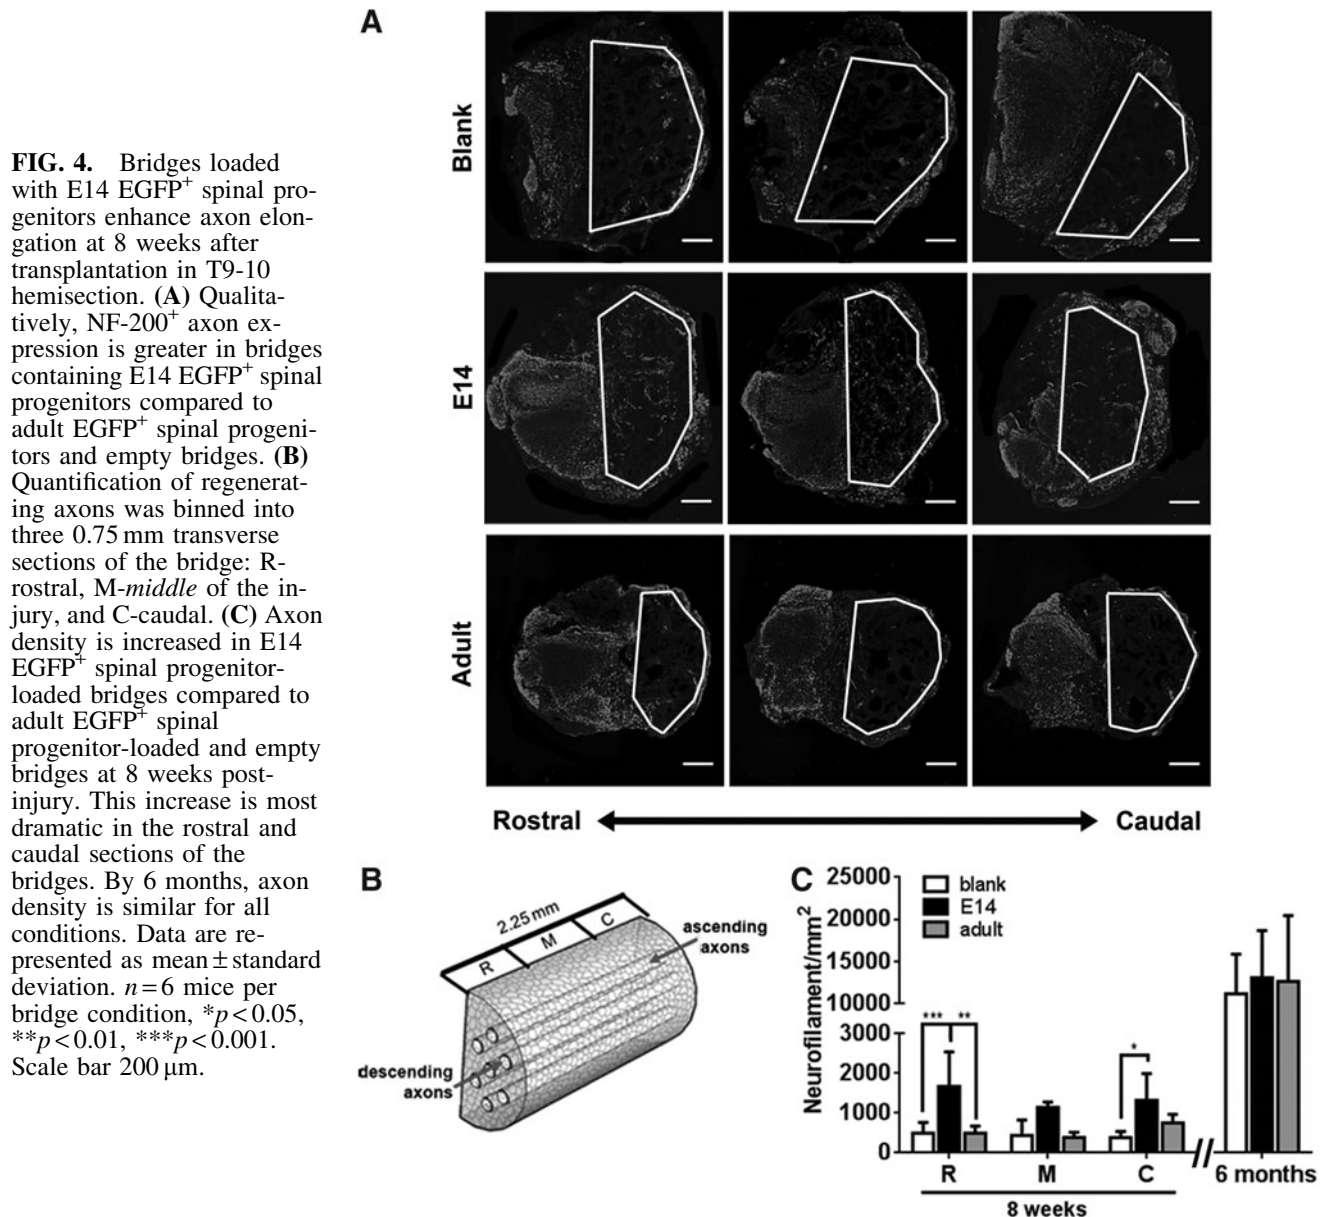 FIG. 4. Bridges loaded
with E14 EGFP+ spinal pro-
genitors enhance axon elon-
gation at 8 weeks after
transplantation in T9-10
hemisection. (A) Qualita-
tively, NF-200+ axon ex-
pression is greater in bridges
containing E14 EGFP+ spinal
progenitors compared to
adult EGFP+ spinal progeni-
tors and empty bridges. (B)
Quantification of regenerat-
ing axons was binned into
three 0.75 mm transverse
sections of the bridge: R-
rostral, M-middle of the in-
jury, and C-caudal. (C) Axon
density is increased in E14
EGFP+ spinal progenitor-
loaded bridges compared to
adult EGFP+ spinal
progenitor-loaded and empty
bridges at 8 weeks post-
injury. This increase is most
dramatic in the rostral and
caudal sections of the
bridges. By 6 months, axon
density is similar for all
conditions. Data are re-
presented as mean ± standard
deviation. n = 6 mice per
bridge condition, *p < 0.05,
**p < 0.01, ***p < 0.001.
Scale bar 200 μm.
A
Blank
E14
Adult
Rostral
Caudal
B
2.25 mm
R
M
C
ascending
axons
descending
axons
C
Neurofilament/mm2
25000
20000
15000
10000
3000
2000
1000
0
blank
E14
adult
***
**
*
R
M
C
6 months
8 weeks